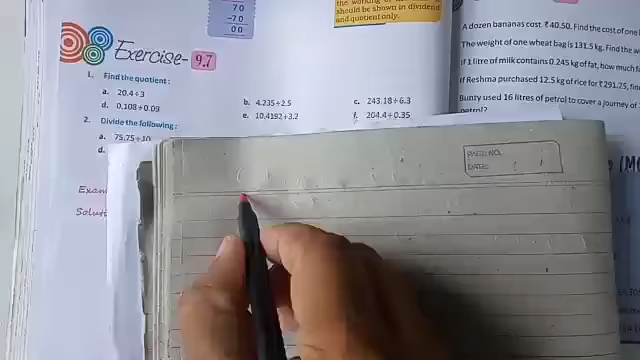 70
-70
00
should be shown in dividend
and quotient only.
Exercise- 9.7
1. Find the quotient:
a. 20.4÷3
b. 4.235÷2.5
c. 243.18÷6.3
d. 0.108÷0.09
e. 10.4192÷3.2
f. 204.4÷0.35
2. Divide the following:
a. 75.75÷10
d.
A dozen bananas cost ₹40.50. Find the cost of one
The weight of one wheat bag is 131.5 kg. Find the
If 1 litre of milk contains 0.245 kg of fat, how much
If Reshma purchased 12.5 kg of rice for ₹291.25,
Bunty used 16 litres of petrol to cover a journey of
petrol?
PAGE NO.
DATE: